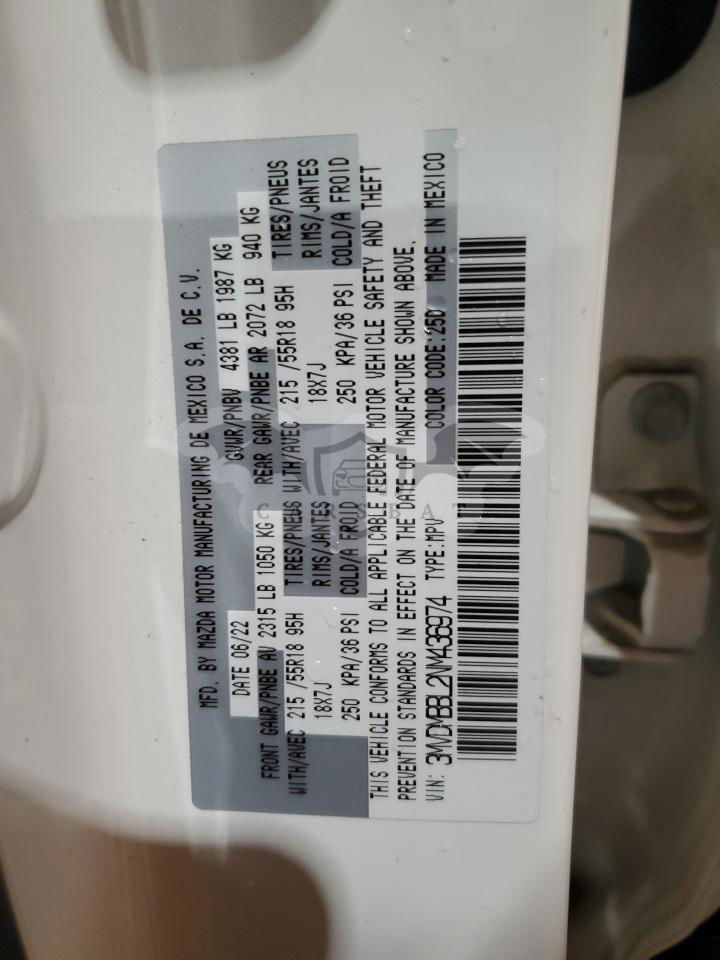 MFD. BY MAZDA MOTOR MANUFACTURING DE MEXICO S.A. DE C.V.
DATE 06/22 GVWR/PNBV 4381 LB 1987 KG
FRONT GAWR/PNBE AV 2315 LB 1050 KG REAR GAWR/PNBE AR 2072 LB 940 KG
WITH/AVEC 215 /55R18 95H TIRES/PNEUS WITH/AVEC 215 /55R18 95H TIRES/PNEUS
18X7J RIMS/JANTES 18X7J RIMS/JANTES
250 KPA/36 PSI COLD/A FROID 250 KPA/36 PSI COLD/A FROID
THIS VEHICLE CONFORMS TO ALL APPLICABLE FEDERAL MOTOR VEHICLE SAFETY AND THEFT
PREVENTION STANDARDS IN EFFECT ON THE DATE OF MANUFACTURE SHOWN ABOVE.
VIN: 3MVDMBBL2NM436974 TYPE:MPV COLOR CODE:25D MADE IN MEXICO